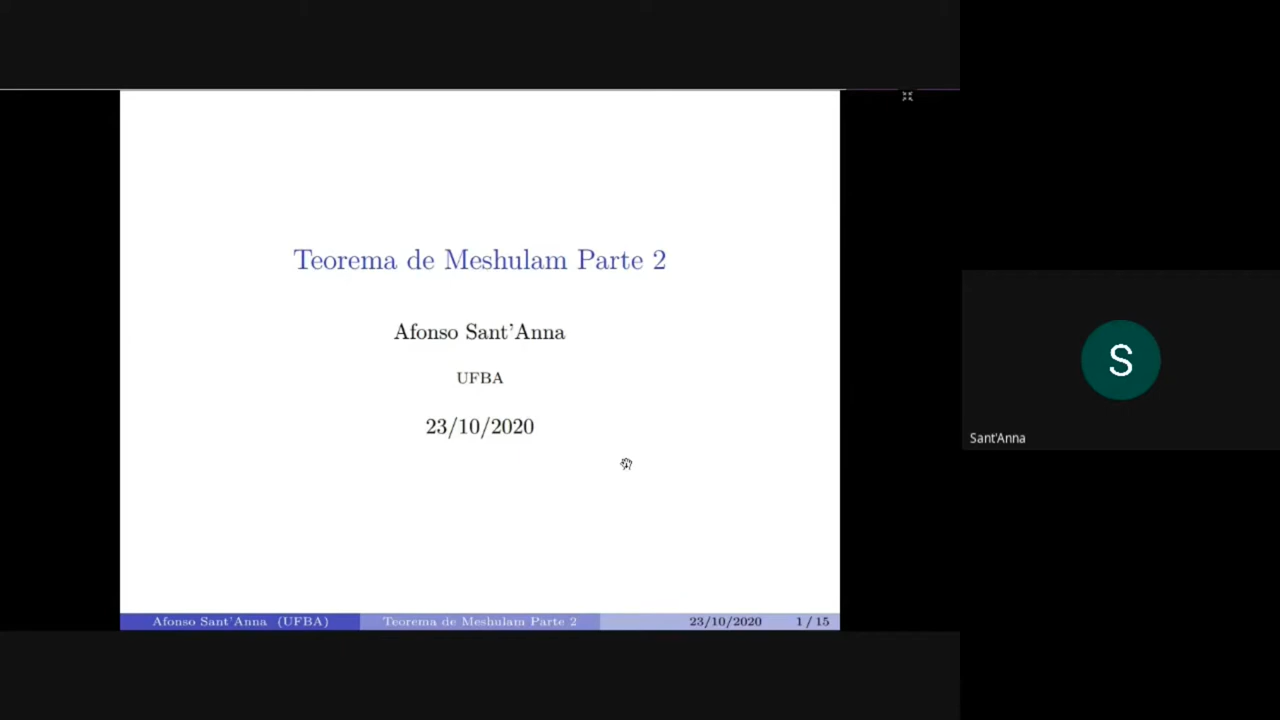 Teorema de Meshulam Parte 2
Afonso Sant'Anna
UFBA
23/10/2020
Afonso Sant'Anna (UFBA) Teorema de Meshulam Parte 2 23/10/2020 1 / 15
S
Sant'Anna